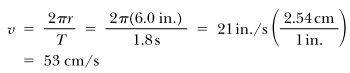 v = 2πr / T = 2π(6.0 in.) / 1.8 s = 21 in./s (2.54 cm / 1 in.)
= 53 cm/s